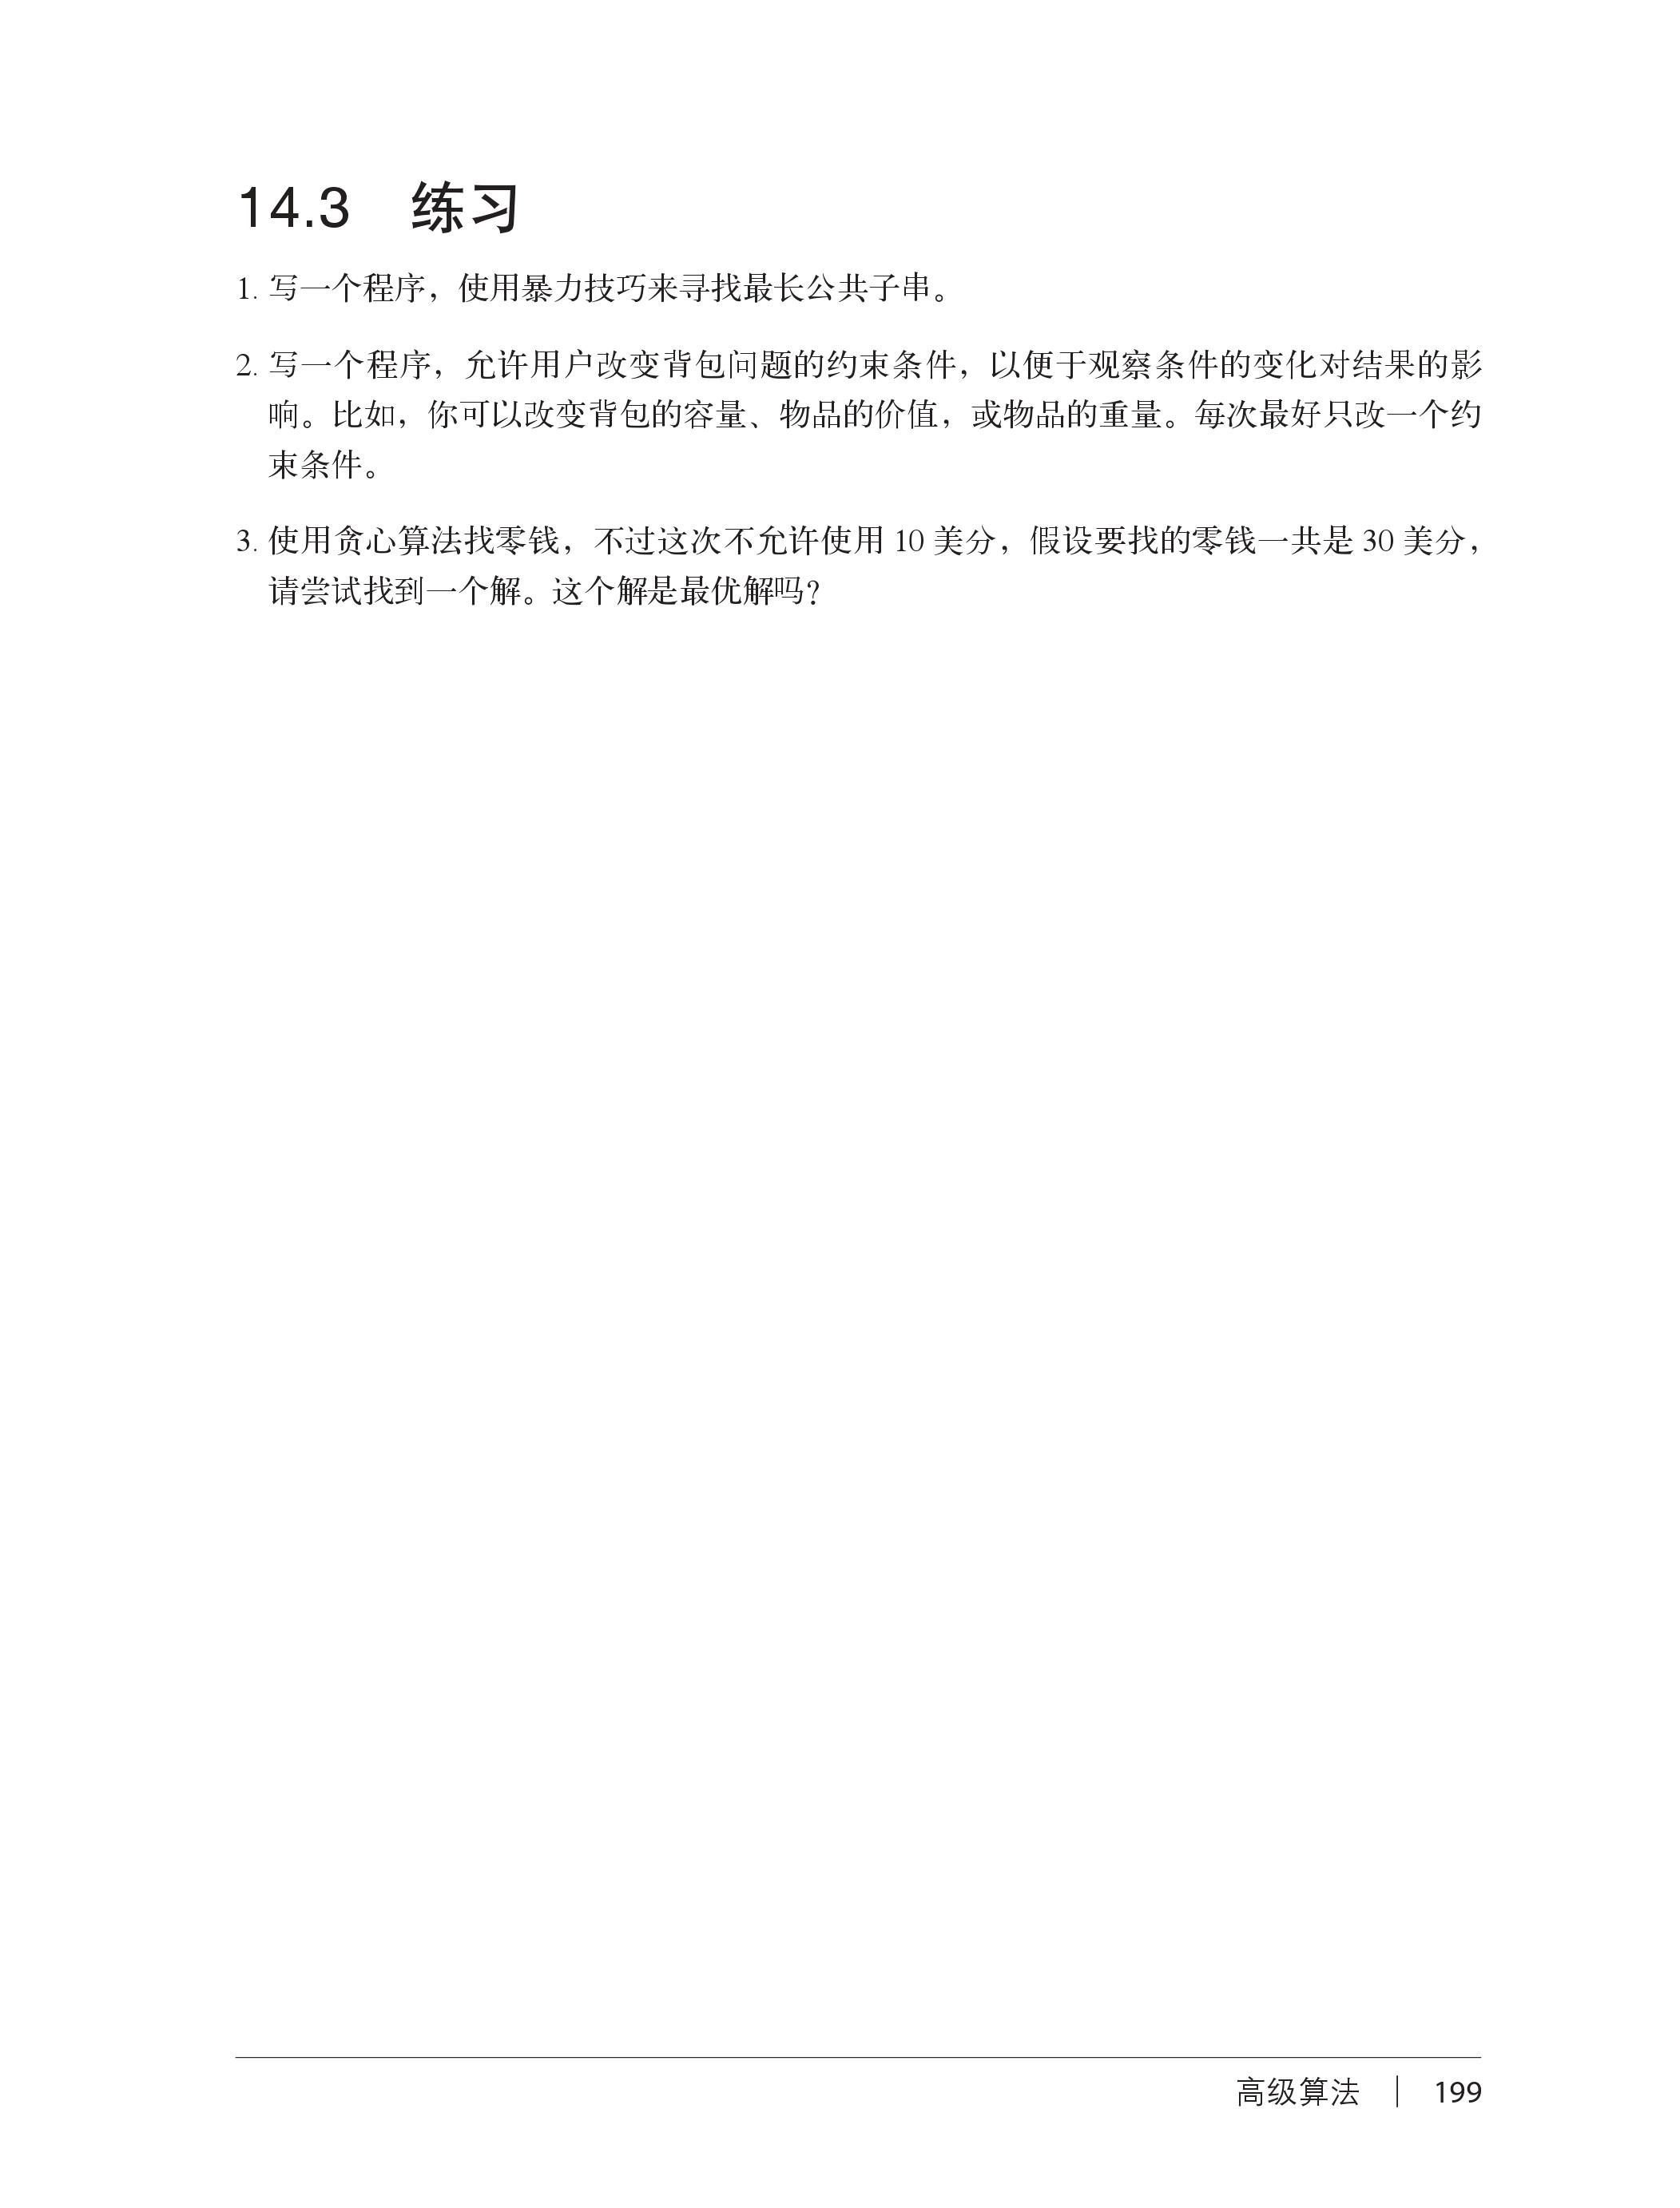 14.3 练习
1. 写一个程序，使用暴力技巧来寻找最长公共子串。
2. 写一个程序，允许用户改变背包问题的约束条件，以便于观察条件的变化对结果的影
响。比如，你可以改变背包的容量、物品的价值，或物品的重量。每次最好只改一个约
束条件。
3. 使用贪心算法找零钱，不过这次不允许使用 10 美分，假设要找的零钱一共是 30 美分，
请尝试找到一个解。这个解是最优解吗？
高级算法 | 199